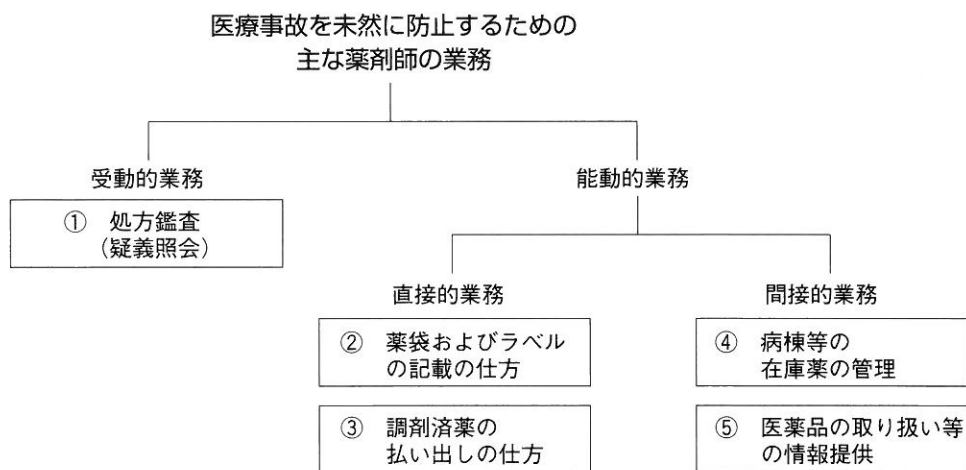 医療事故を未然に防止するための
主な薬剤師の業務
受動的業務
能動的業務
① 処方鑑査
(疑義照会)
直接的業務
間接的業務
② 薬袋およびラベル
の記載の仕方
④ 病棟等の
在庫薬の管理
③ 調剤済薬の
払い出しの仕方
⑤ 医薬品の取り扱い等
の情報提供